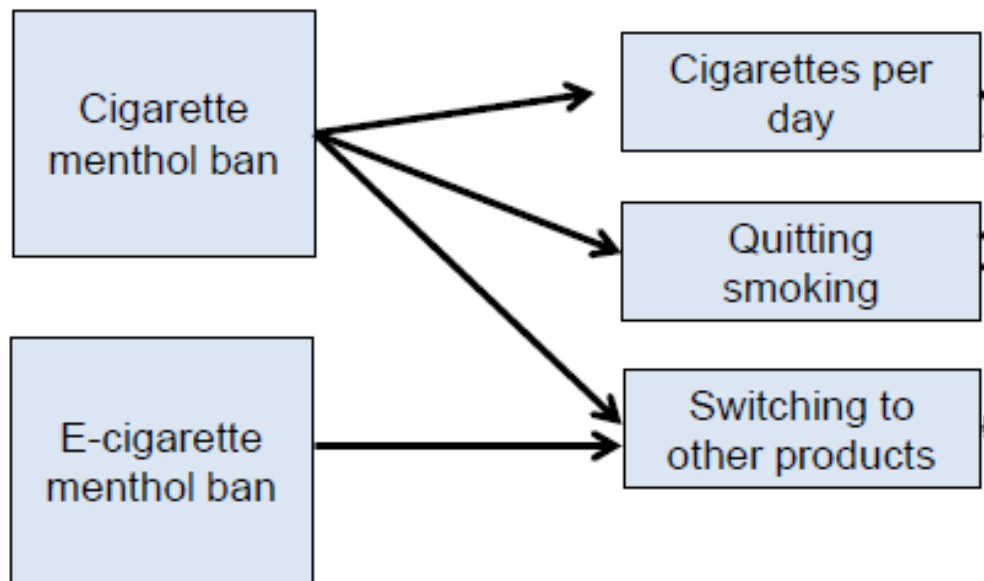 Cigarette
menthol ban
Cigarettes per
day
Quitting
smoking
E-cigarette
menthol ban
Switching to
other products